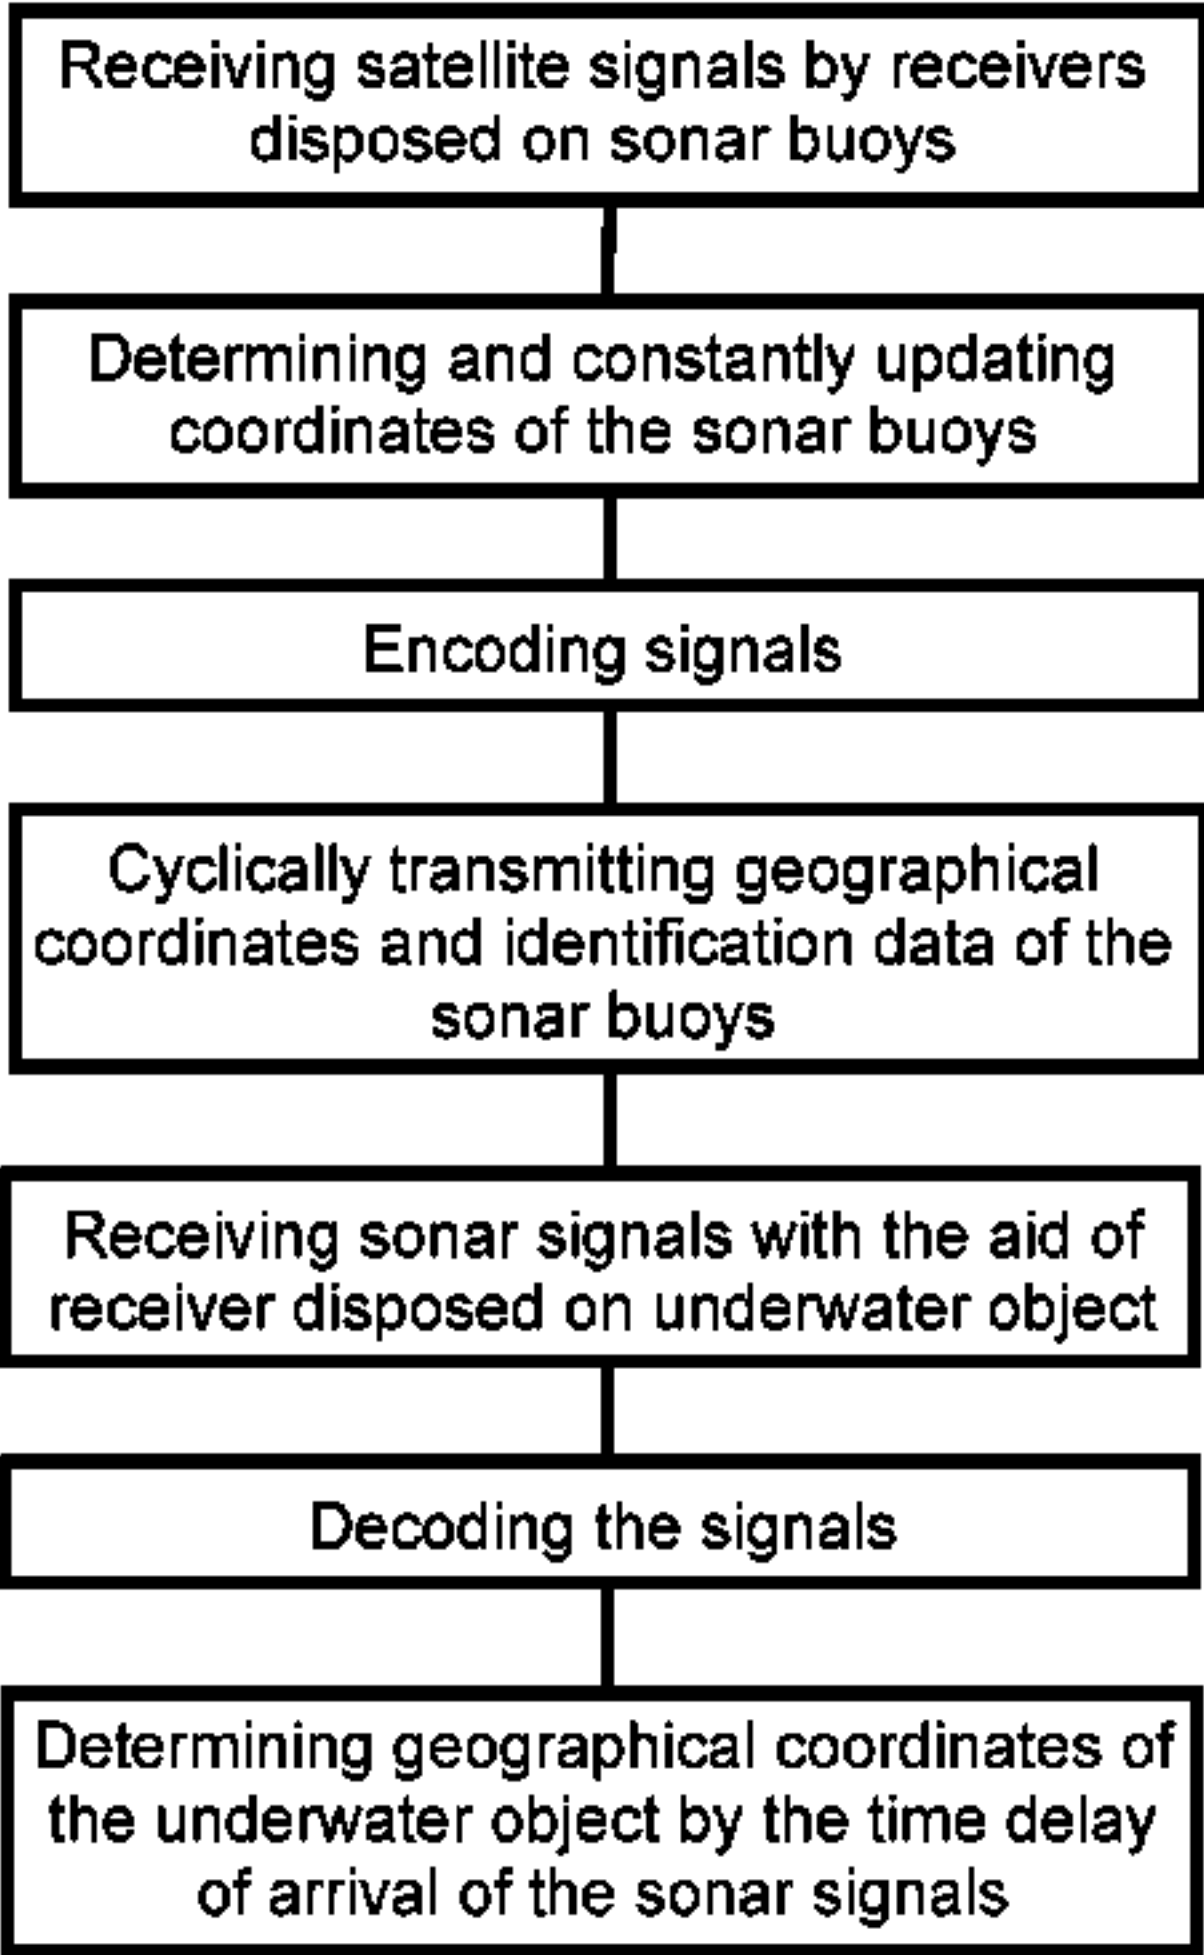 Receiving satellite signals by receivers
disposed on sonar buoys
Determining and constantly updating
coordinates of the sonar buoys
Encoding signals
Cyclically transmitting geographical
coordinates and identification data of the
sonar buoys
Receiving sonar signals with the aid of
receiver disposed on underwater object
Decoding the signals
Determining geographical coordinates of
the underwater object by the time delay
of arrival of the sonar signals